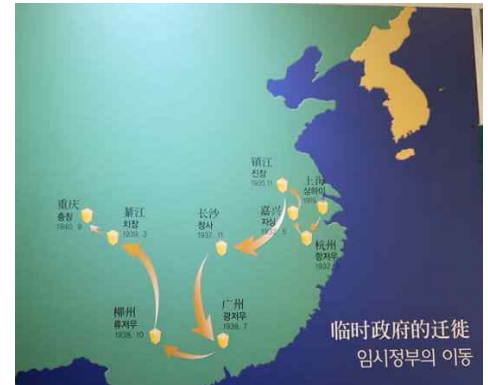 镇江
진장
1935.11
上海
상하이
嘉兴
자싱
杭州
항저우
长沙
창사
1937. 11
重庆
충칭
1940. 9
綦江
치장
1939. 3
广州
광저우
1938. 7
柳州
류저우
1938. 10
临时政府的迁徙
임시정부의 이동